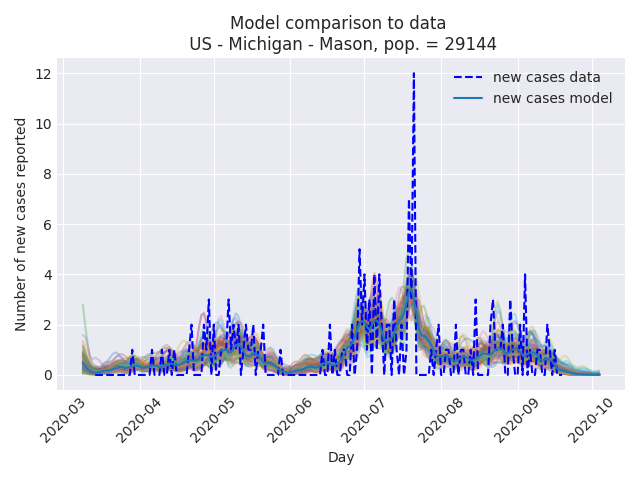 Model comparison to data
US - Michigan - Mason, pop. = 29144
new cases data
new cases model
Number of new cases reported
12
10
8
6
4
2
0
2020-03
2020-04
2020-05
2020-06
2020-07
2020-08
2020-09
2020-10
Day